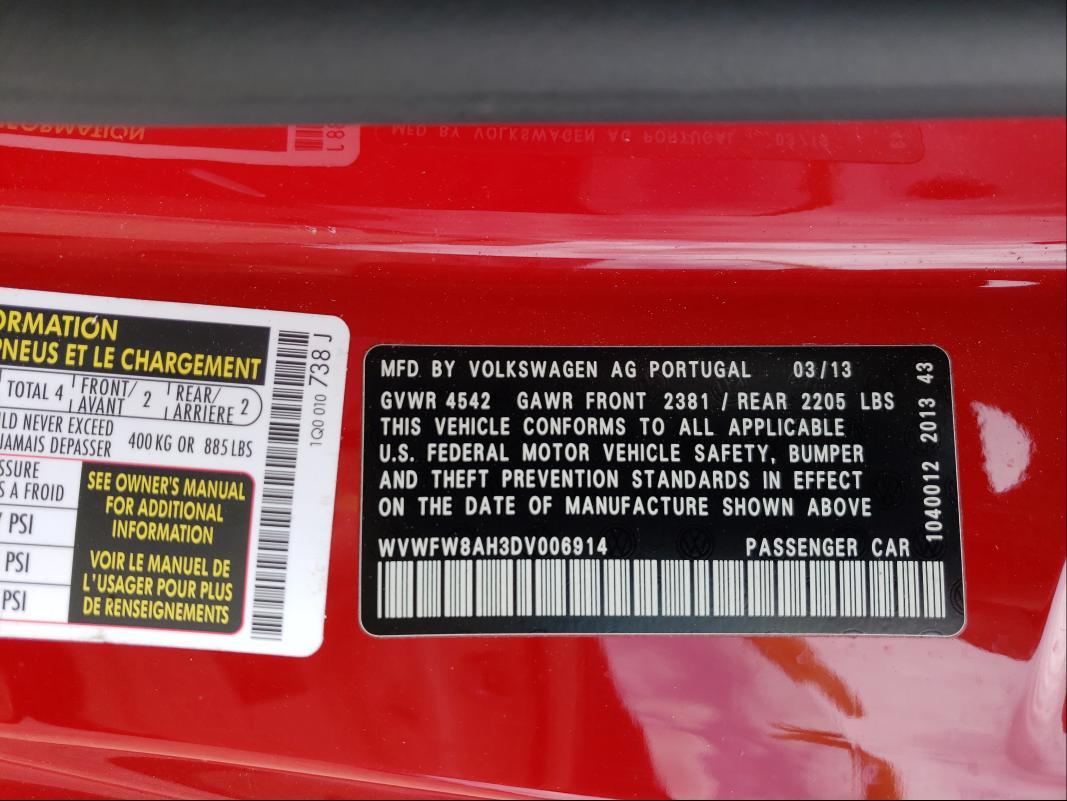 ORMATION
PNEUS ET LE CHARGEMENT
TOTAL 4 FRONT/ AVANT 2 REAR/ ARRIERE 2
LD NEVER EXCEED
JAMAIS DEPASSER 400 KG OR 885 LBS
SSURE
S A FROID
PSI
PSI
PSI
SEE OWNER'S MANUAL
FOR ADDITIONAL
INFORMATION
VOIR LE MANUEL DE
L'USAGER POUR PLUS
DE RENSEIGNEMENTS
1Q0 010 738 J
MFD BY VOLKSWAGEN AG PORTUGAL 03/13
GVWR 4542 GAWR FRONT 2381 / REAR 2205 LBS
THIS VEHICLE CONFORMS TO ALL APPLICABLE
U.S. FEDERAL MOTOR VEHICLE SAFETY, BUMPER
AND THEFT PREVENTION STANDARDS IN EFFECT
ON THE DATE OF MANUFACTURE SHOWN ABOVE
WVWFW8AH3DV006914 PASSENGER CAR
1040012 2013 43